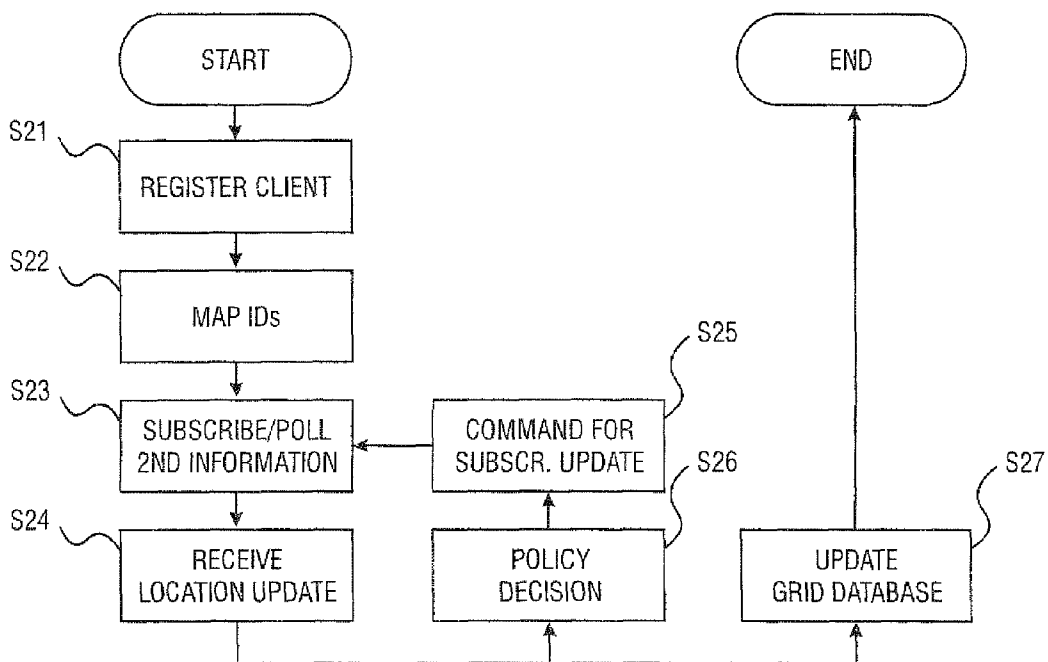 START
END
S21
REGISTER CLIENT
S22
MAP IDs
S23
SUBSCRIBE/POLL
2ND INFORMATION
S25
COMMAND FOR
SUBSCR. UPDATE
S24
RECEIVE
LOCATION UPDATE
S26
POLICY
DECISION
S27
UPDATE
GRID DATABASE